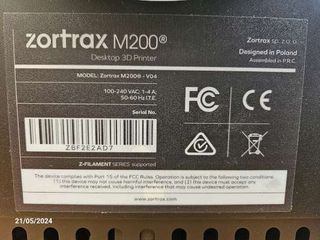 zortrax M200®
Desktop 3D Printer
Zortrax sp. z o. o.
Designed in Poland
Assembled in P.R.C.
MODEL: Zortrax M200B - V04
100-240 VAC; 1-4 A;
50-60 Hz I.T.E.
Serial No.
FC CE
ZBF2E2AD7
Z-FILAMENT SERIES supported
The device complies with Part 15 of the FCC Rules. Operation is subject to the following two conditions:
(1) this device may not cause harmful interference, and (2) this device must accept any
interference received, including interference that may cause undesired operation.
www.zortrax.com
21/05/2024